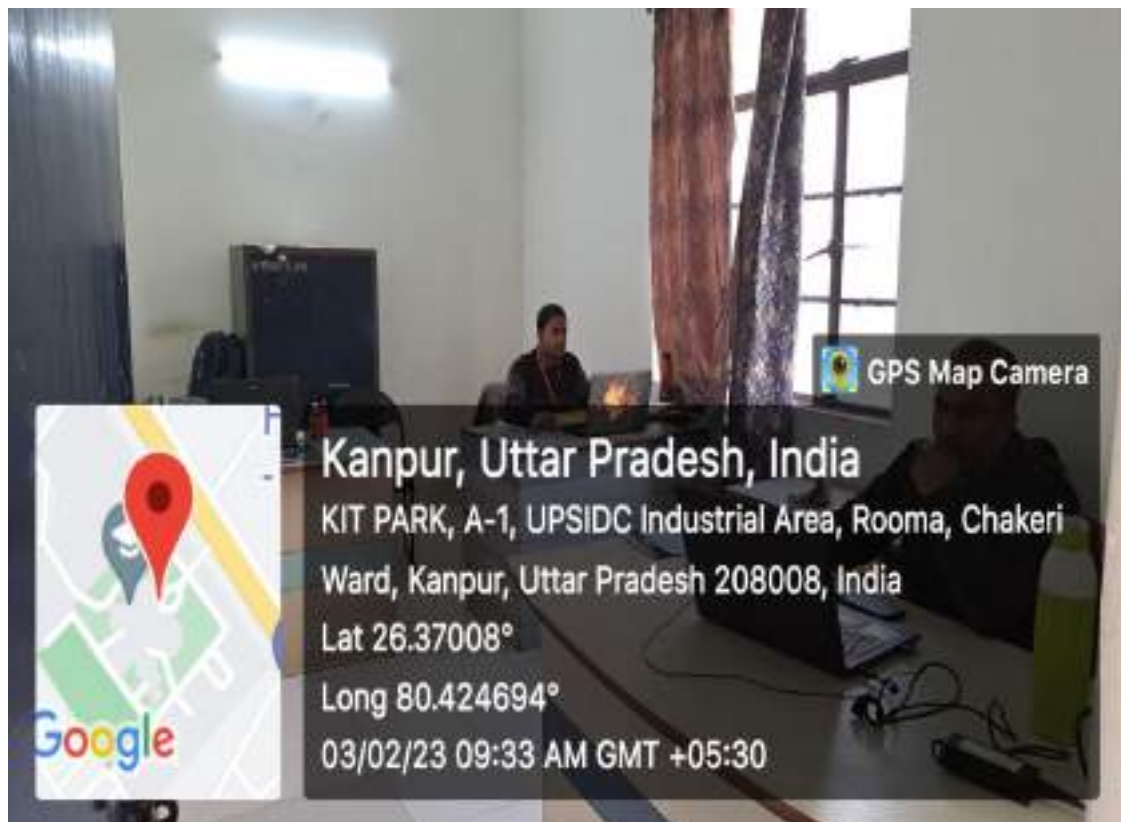 GPS Map Camera
Kanpur, Uttar Pradesh, India
KIT PARK, A-1, UPSIDC Industrial Area, Rooma, Chakeri
Ward, Kanpur, Uttar Pradesh 208008, India
Lat 26.37008°
Long 80.424694°
03/02/23 09:33 AM GMT +05:30
Google